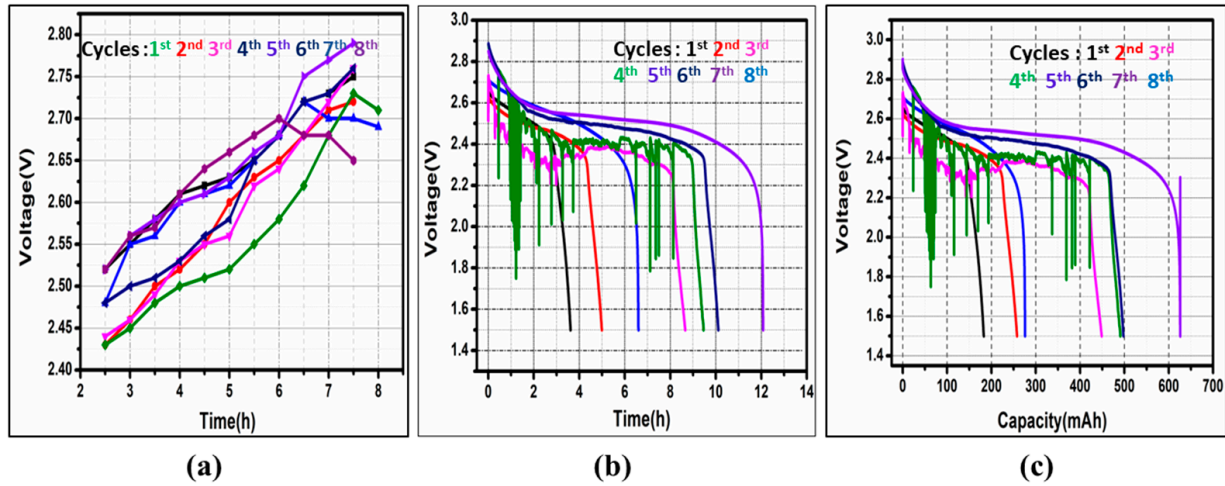 Cycles :1st 2nd 3rd 4th 5th 6th 7th 8th
2.80
2.75
2.70
2.65
2.60
2.55
2.50
2.45
2.40
Voltage(V)
2 3 4 5 6 7 8
Time(h)
(a)
Cycles : 1st 2nd 3rd
4th 5th 6th 7th 8th
3.0
2.8
2.6
2.4
2.2
2.0
1.8
1.6
1.4
Voltage(V)
0 2 4 6 8 10 12 14
Time(h)
(b)
Cycles : 1st 2nd 3rd
4th 5th 6th 7th 8th
3.0
2.8
2.6
2.4
2.2
2.0
1.8
1.6
1.4
Voltage(V)
0 100 200 300 400 500 600 700
Capacity(mAh)
(c)